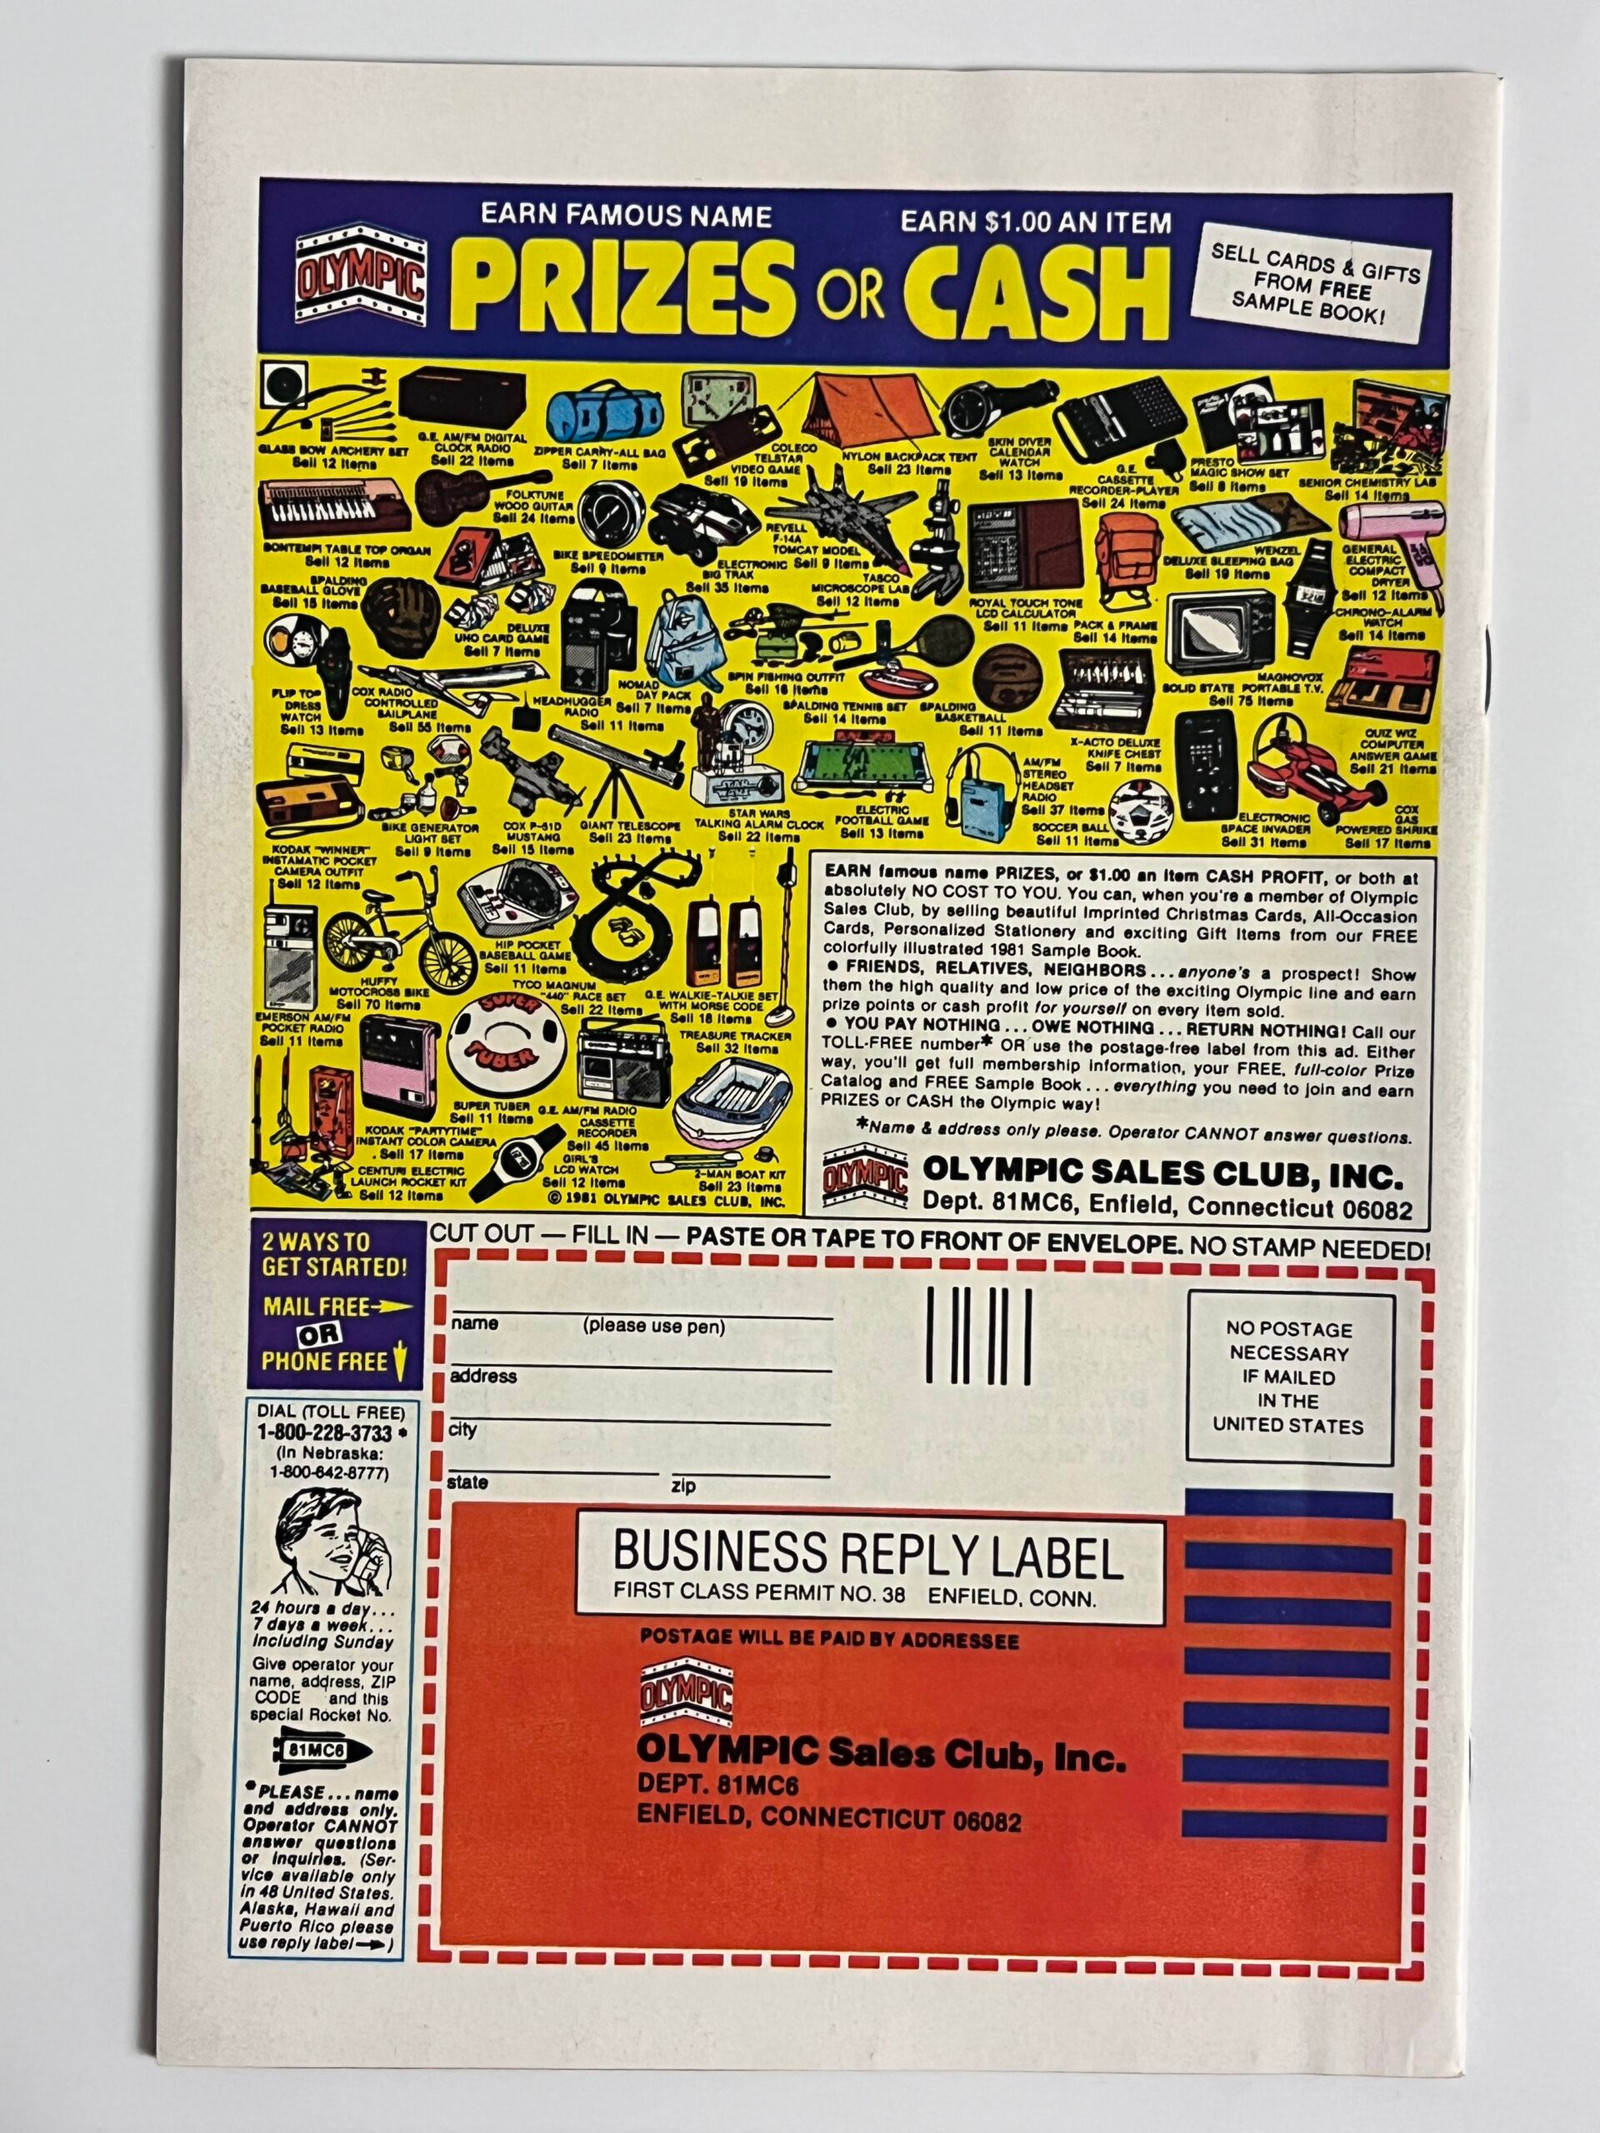 EARN FAMOUS NAME
PRIZES OR CASH
EARN $1.00 AN ITEM
OLYMPIC
SELL CARDS & GIFTS
FROM FREE
SAMPLE BOOK!
GLASS BOW ARCHERY SET
Sell 12 Items
G.E. AM/FM DIGITAL
CLOCK RADIO
Sell 22 Items
ZIPPER CARRY-ALL BAG
Sell 7 Items
COLECO
TELSTAR
VIDEO GAME
Sell 19 Items
NYLON BACKPACK TENT
Sell 23 Items
SKIN DIVER
CALENDAR
WATCH
Sell 13 Items
G.E.
CASSETTE
RECORDER-PLAYER
Sell 24 Items
PRESTO
MAGIC SHOW SET
Sell 8 Items
SENIOR CHEMISTRY LAB
Sell 14 Items
BONTEMPI TABLE TOP ORGAN
Sell 12 Items
FOLKTUNE
WOOD GUITAR
Sell 24 Items
BIKE SPEEDOMETER
Sell 9 Items
ELECTRONIC
BIG TRAK
Sell 35 Items
REVELL
F-14A
TOMCAT MODEL
Sell 9 Items
TASCO
MICROSCOPE LAB
Sell 12 Items
ROYAL TOUCH TONE
LCD CALCULATOR
Sell 11 Items
PACK & FRAME
Sell 14 Items
WENZEL
DELUXE SLEEPING BAG
Sell 19 Items
GENERAL
ELECTRIC
COMPACT
DRYER
Sell 12 Items
SPALDING
BASEBALL GLOVE
Sell 15 Items
DELUXE
UNO CARD GAME
Sell 7 Items
CHRONO-ALARM
WATCH
Sell 14 Items
FLIP TOP
DRESS
WATCH
Sell 13 Items
COX RADIO
CONTROLLED
SAILPLANE
Sell 55 Items
HEADHUGGER
RADIO
Sell 11 Items
NOMAD
DAY PACK
Sell 7 Items
SPIN FISHING OUTFIT
Sell 16 Items
SPALDING TENNIS SET
Sell 14 Items
SPALDING
BASKETBALL
Sell 11 Items
X-ACTO DELUXE
KNIFE CHEST
Sell 7 Items
MAGNOVOX
SOLID STATE PORTABLE T.V.
Sell 75 Items
QUIZ WIZ
COMPUTER
ANSWER GAME
Sell 21 Items
KODAK "WINNER"
INSTAMATIC POCKET
CAMERA OUTFIT
Sell 12 Items
BIKE GENERATOR
LIGHT SET
Sell 9 Items
COX P-51D
MUSTANG
Sell 15 Items
GIANT TELESCOPE
Sell 23 Items
STAR WARS
STAR WARS
TALKING ALARM CLOCK
Sell 22 Items
ELECTRIC
FOOTBALL GAME
Sell 13 Items
AM/FM
STEREO
HEADSET
RADIO
Sell 37 Items
SOCCER BALL
Sell 11 Items
ELECTRONIC
SPACE INVADER
Sell 31 Items
COX
GAS
POWERED SHRIKE
Sell 17 Items
EMERSON AM/FM
POCKET RADIO
Sell 11 Items
HUFFY
MOTOCROSS BIKE
Sell 70 Items
HIP POCKET
BASEBALL GAME
Sell 11 Items
TYCO MAGNUM
"440" RACE SET
Sell 22 Items
G.E. WALKIE-TALKIE SET
WITH MORSE CODE
Sell 18 Items
TREASURE TRACKER
Sell 32 Items
SUPER
TUBER
KODAK "PARTYTIME"
INSTANT COLOR CAMERA
Sell 17 Items
SUPER TUBER
Sell 11 Items
G.E. AM/FM RADIO
CASSETTE
RECORDER
Sell 45 Items
CENTURI ELECTRIC
LAUNCH ROCKET KIT
Sell 12 Items
GIRL'S
LCD WATCH
Sell 12 Items
2-MAN BOAT KIT
Sell 23 Items
© 1981 OLYMPIC SALES CLUB, INC.
EARN famous name PRIZES, or $1.00 an item CASH PROFIT, or both at
absolutely NO COST TO YOU. You can, when you're a member of Olympic
Sales Club, by selling beautiful Imprinted Christmas Cards, All-Occasion
Cards, Personalized Stationery and exciting Gift Items from our FREE
colorfully illustrated 1981 Sample Book.
• FRIENDS, RELATIVES, NEIGHBORS...anyone's a prospect! Show
them the high quality and low price of the exciting Olympic line and earn
prize points or cash profit for yourself on every item sold.
• YOU PAY NOTHING...OWE NOTHING...RETURN NOTHING! Call our
TOLL-FREE number* OR use the postage-free label from this ad. Either
way, you'll get full membership information, your FREE, full-color Prize
Catalog and FREE Sample Book...everything you need to join and earn
PRIZES or CASH the Olympic way!
*Name & address only please. Operator CANNOT answer questions.
OLYMPIC
OLYMPIC SALES CLUB, INC.
Dept. 81MC6, Enfield, Connecticut 06082
2 WAYS TO
GET STARTED!
MAIL FREE
OR
PHONE FREE
CUT OUT — FILL IN — PASTE OR TAPE TO FRONT OF ENVELOPE. NO STAMP NEEDED!
name (please use pen)
address
city
state zip
NO POSTAGE
NECESSARY
IF MAILED
IN THE
UNITED STATES
DIAL (TOLL FREE)
1-800-228-3733 *
(In Nebraska:
1-800-642-8777)
24 hours a day...
7 days a week...
Including Sunday
Give operator your
name, address, ZIP
CODE and this
special Rocket No.
81MC6
*PLEASE...name
and address only.
Operator CANNOT
answer questions
or inquiries. (Ser-
vice available only
in 48 United States.
Alaska, Hawaii and
Puerto Rico please
use reply label→)
BUSINESS REPLY LABEL
FIRST CLASS PERMIT NO. 38 ENFIELD, CONN.
POSTAGE WILL BE PAID BY ADDRESSEE
OLYMPIC
OLYMPIC Sales Club, Inc.
DEPT. 81MC6
ENFIELD, CONNECTICUT 06082